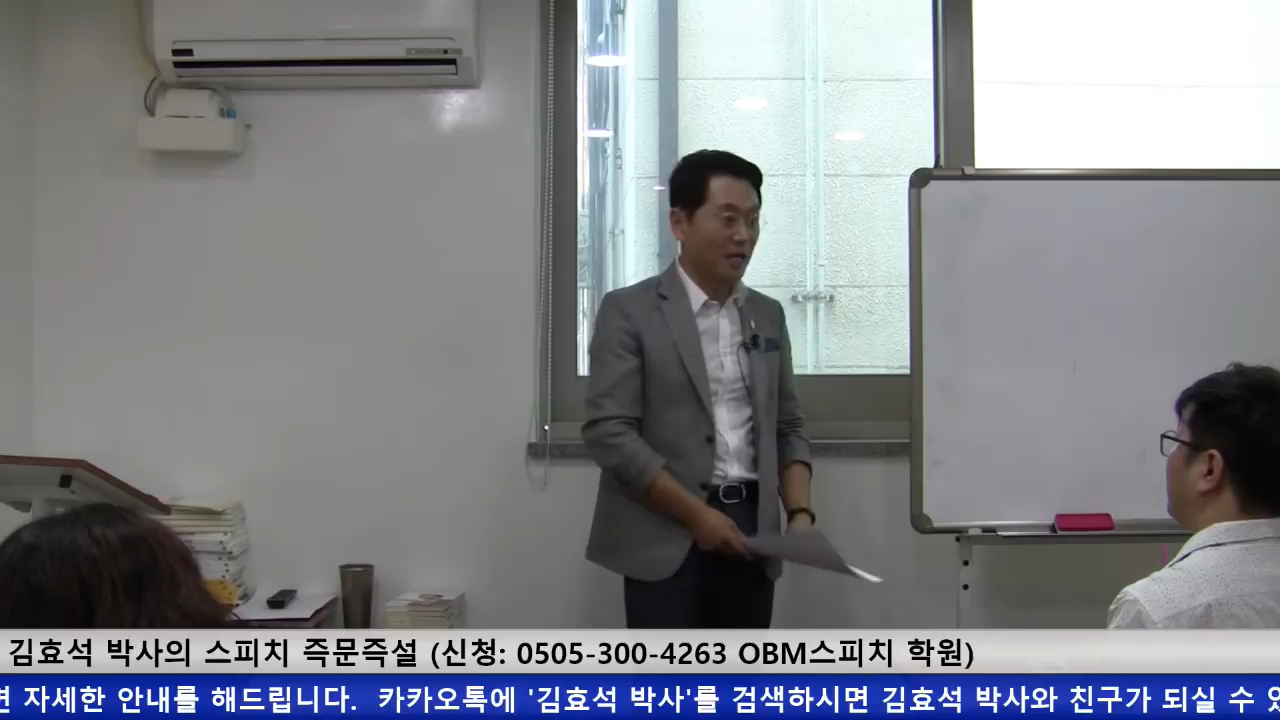 김효석 박사의 스피치 즉문즉설 (신청: 0505-300-4263 OBM스피치 학원)
면 자세한 안내를 해드립니다. 카카오톡에 '김효석 박사'를 검색하시면 김효석 박사와 친구가 되실 수 있